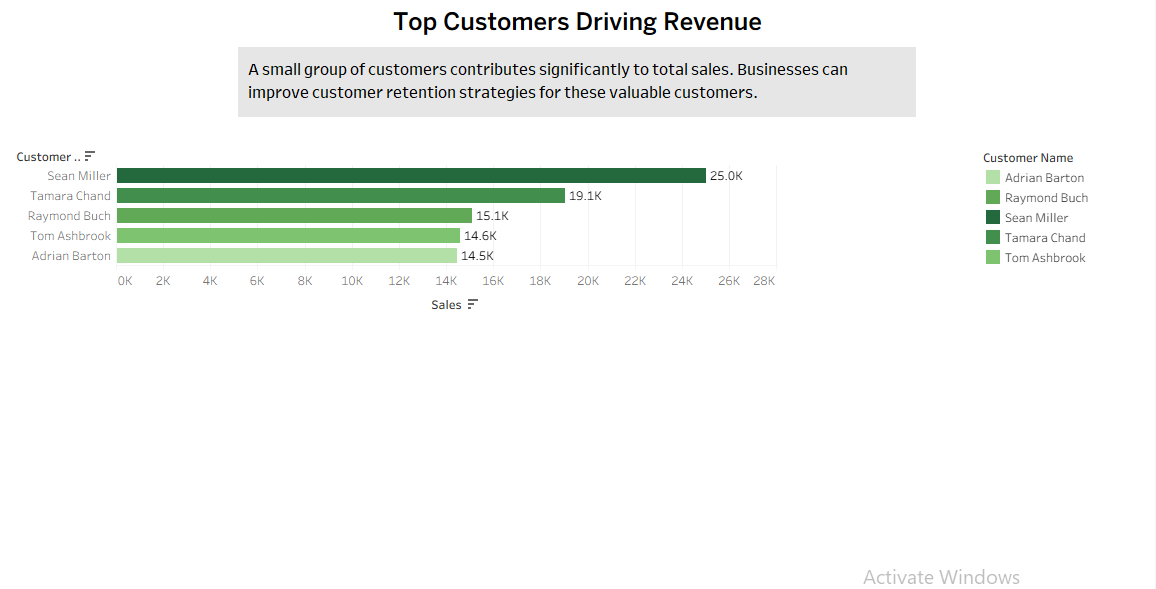 Top Customers Driving Revenue
A small group of customers contributes significantly to total sales. Businesses can
improve customer retention strategies for these valuable customers.
Customer ..
Sean Miller 25.0K
Tamara Chand 19.1K
Raymond Buch 15.1K
Tom Ashbrook 14.6K
Adrian Barton 14.5K
0K 2K 4K 6K 8K 10K 12K 14K 16K 18K 20K 22K 24K 26K 28K
Sales
Customer Name
Adrian Barton
Raymond Buch
Sean Miller
Tamara Chand
Tom Ashbrook
Activate Windows